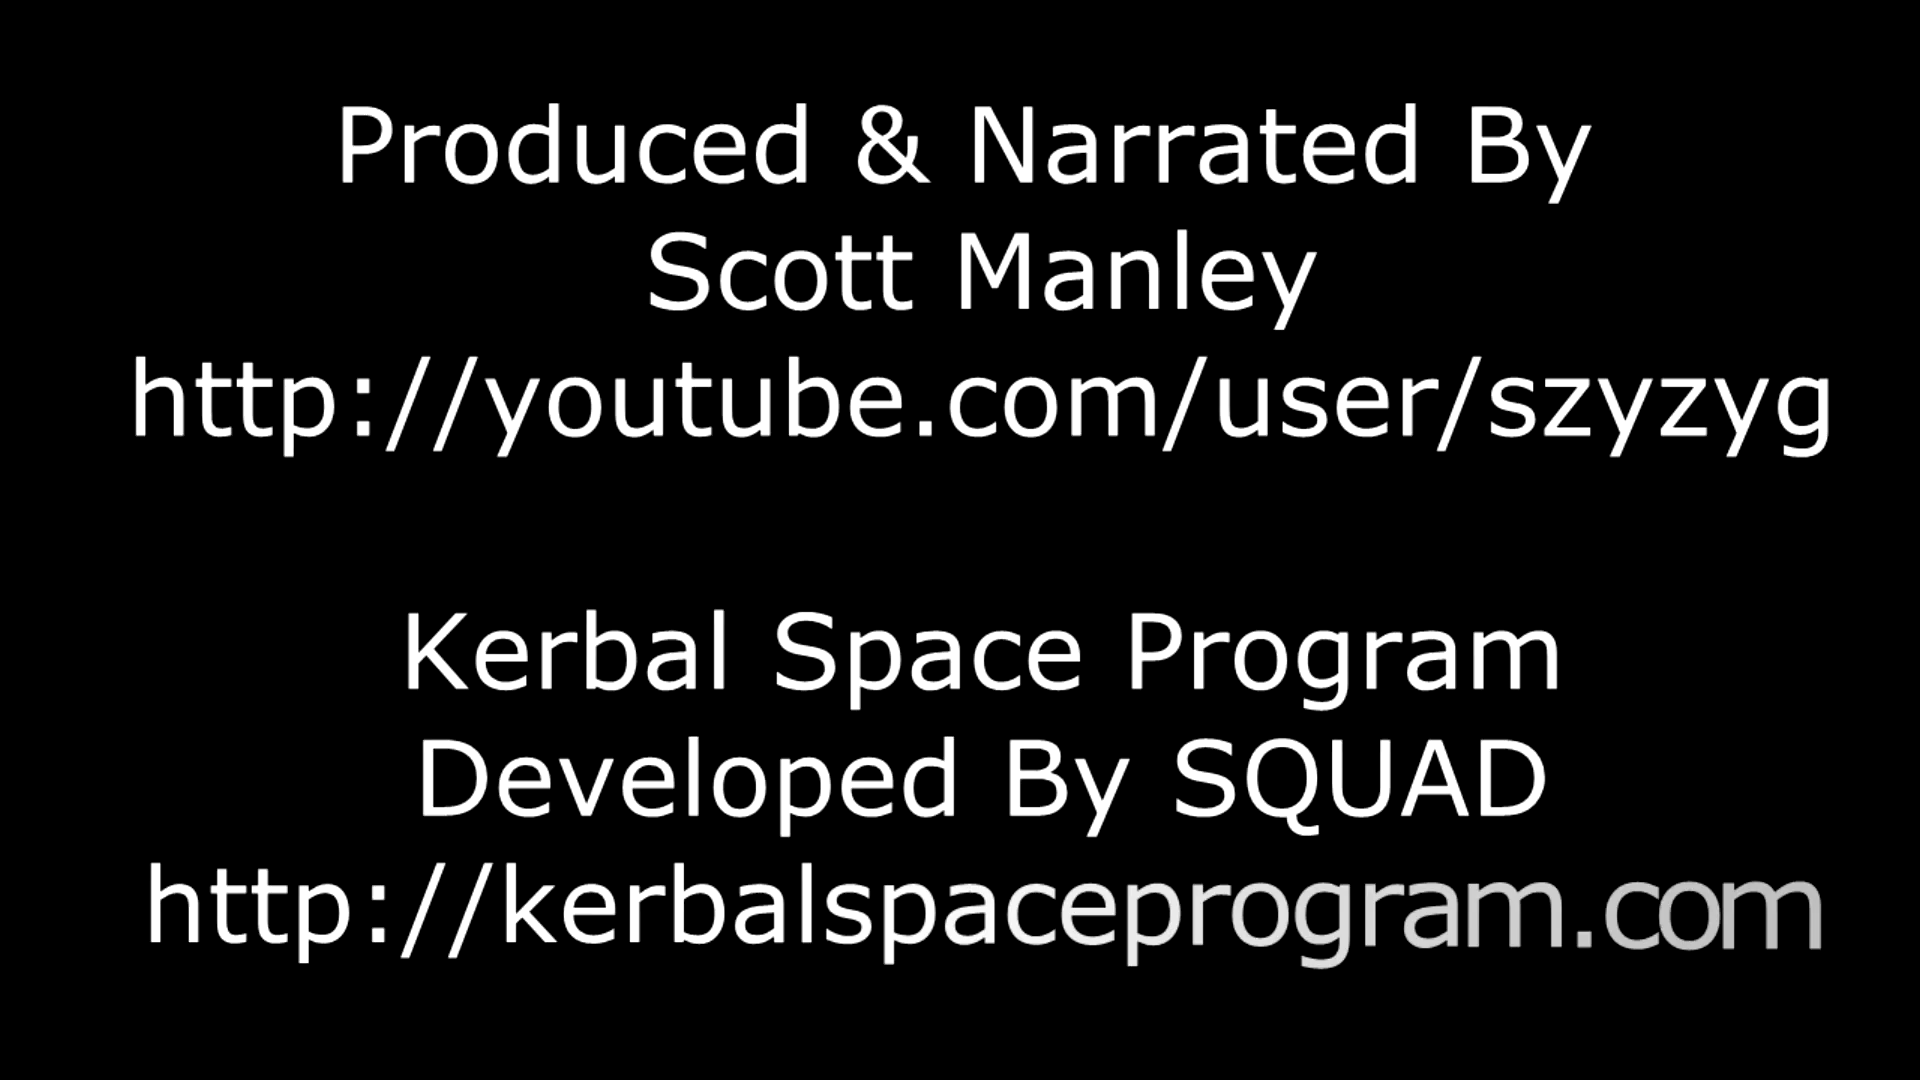 Produced & Narrated By
Scott Manley
http://youtube.com/user/szyzyg
Kerbal Space Program
Developed By SQUAD
http://kerbalspaceprogram.com